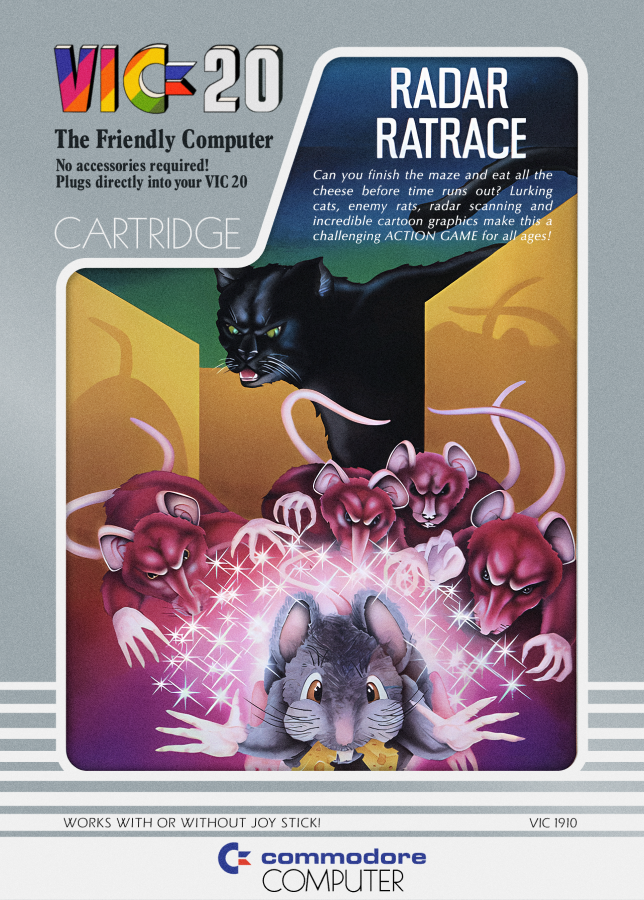 VIC-20
The Friendly Computer
No accessories required!
Plugs directly into your VIC 20
CARTRIDGE
RADAR
RATRACE
Can you finish the maze and eat all the
cheese before time runs out? Lurking
cats, enemy rats, radar scanning and
incredible cartoon graphics make this a
challenging ACTION GAME for all ages!
WORKS WITH OR WITHOUT JOY STICK!
VIC 1910
commodore
COMPUTER